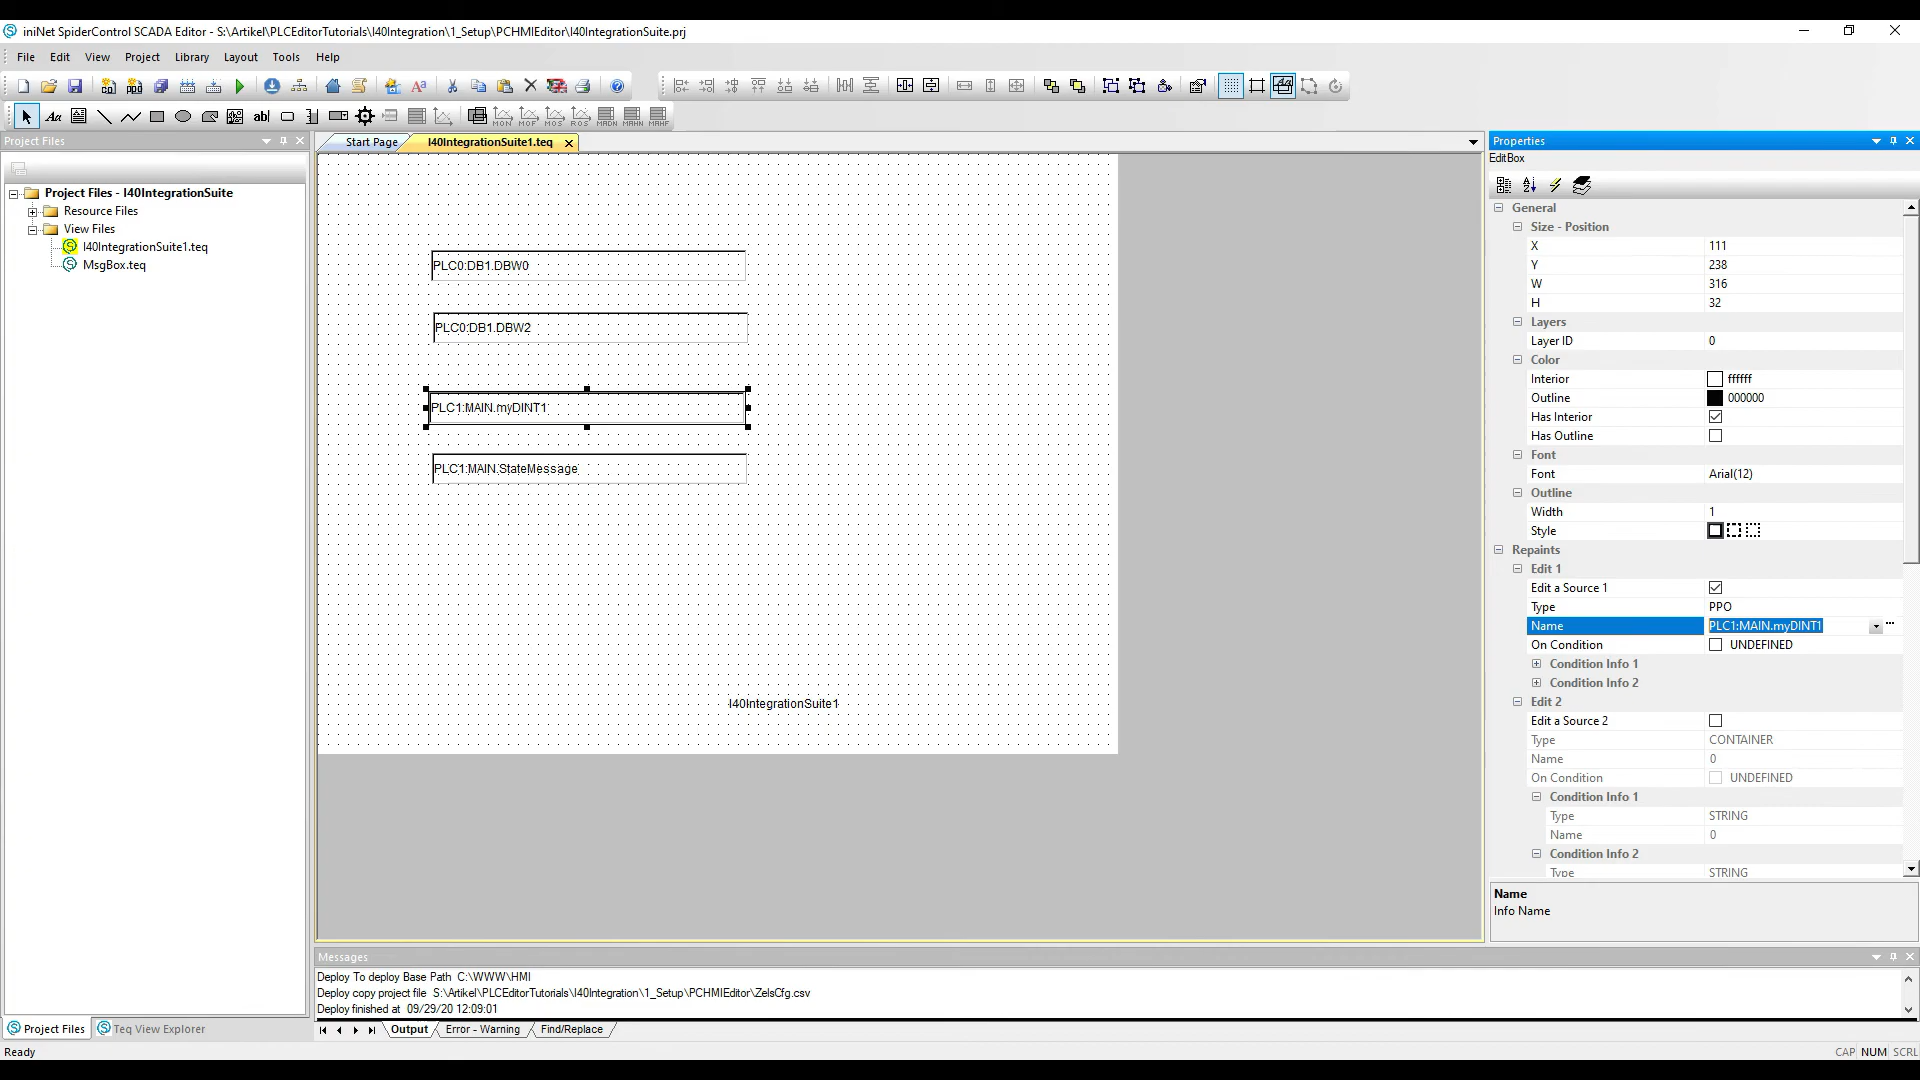 iniNet SpiderControl SCADA Editor - S:\Artikel\PLCEditorTutorials\I40Integration\1_Setup\PCHMIEditor\I40IntegrationSuite.prj
File Edit View Project Library Layout Tools Help
Project Files
Project Files - I40IntegrationSuite
Resource Files
View Files
I40IntegrationSuite1.teq
MsgBox.teq
Project Files Teq View Explorer
Start Page I40IntegrationSuite1.teq
PLC0:DB1.DBW0
PLC0:DB1.DBW2
PLC1:MAIN.myDINT1
PLC1:MAIN.StateMessage
I40IntegrationSuite1
Properties
EditBox
General
Size - Position
X 111
Y 238
W 316
H 32
Layers
Layer ID 0
Color
Interior ffffff
Outline 000000
Has Interior
Has Outline
Font
Font Arial(12)
Outline
Width 1
Style
Repaints
Edit 1
Edit a Source 1
Type PPO
Name PLC1:MAIN.myDINT1
On Condition UNDEFINED
Condition Info 1
Condition Info 2
Edit 2
Edit a Source 2
Type CONTAINER
Name 0
On Condition UNDEFINED
Condition Info 1
Type STRING
Name 0
Condition Info 2
Type STRING
Name
Info Name
Messages
Deploy To deploy Base Path C:\WWW\HMI
Deploy copy project file S:\Artikel\PLCEditorTutorials\I40Integration\1_Setup\PCHMIEditor\ZelsCfg.csv
Deploy finished at 09/29/20 12:09:01
Output Error - Warning Find/Replace
Ready
CAP NUM SCRL